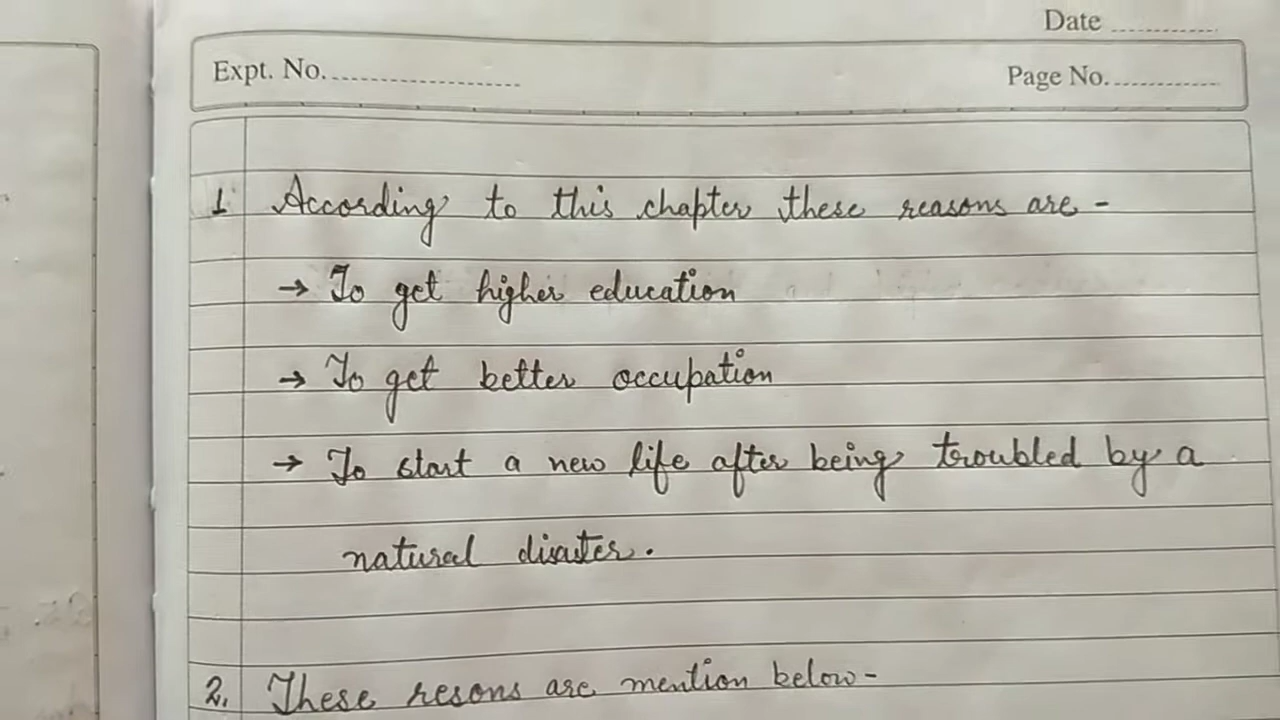 Date
Expt. No.
Page No.
1 According to this chapter these reasons are -
→ To get higher education
→ To get better occupation
→ To start a new life after being troubled by a
natural disaster.
2. These resons are mention below-